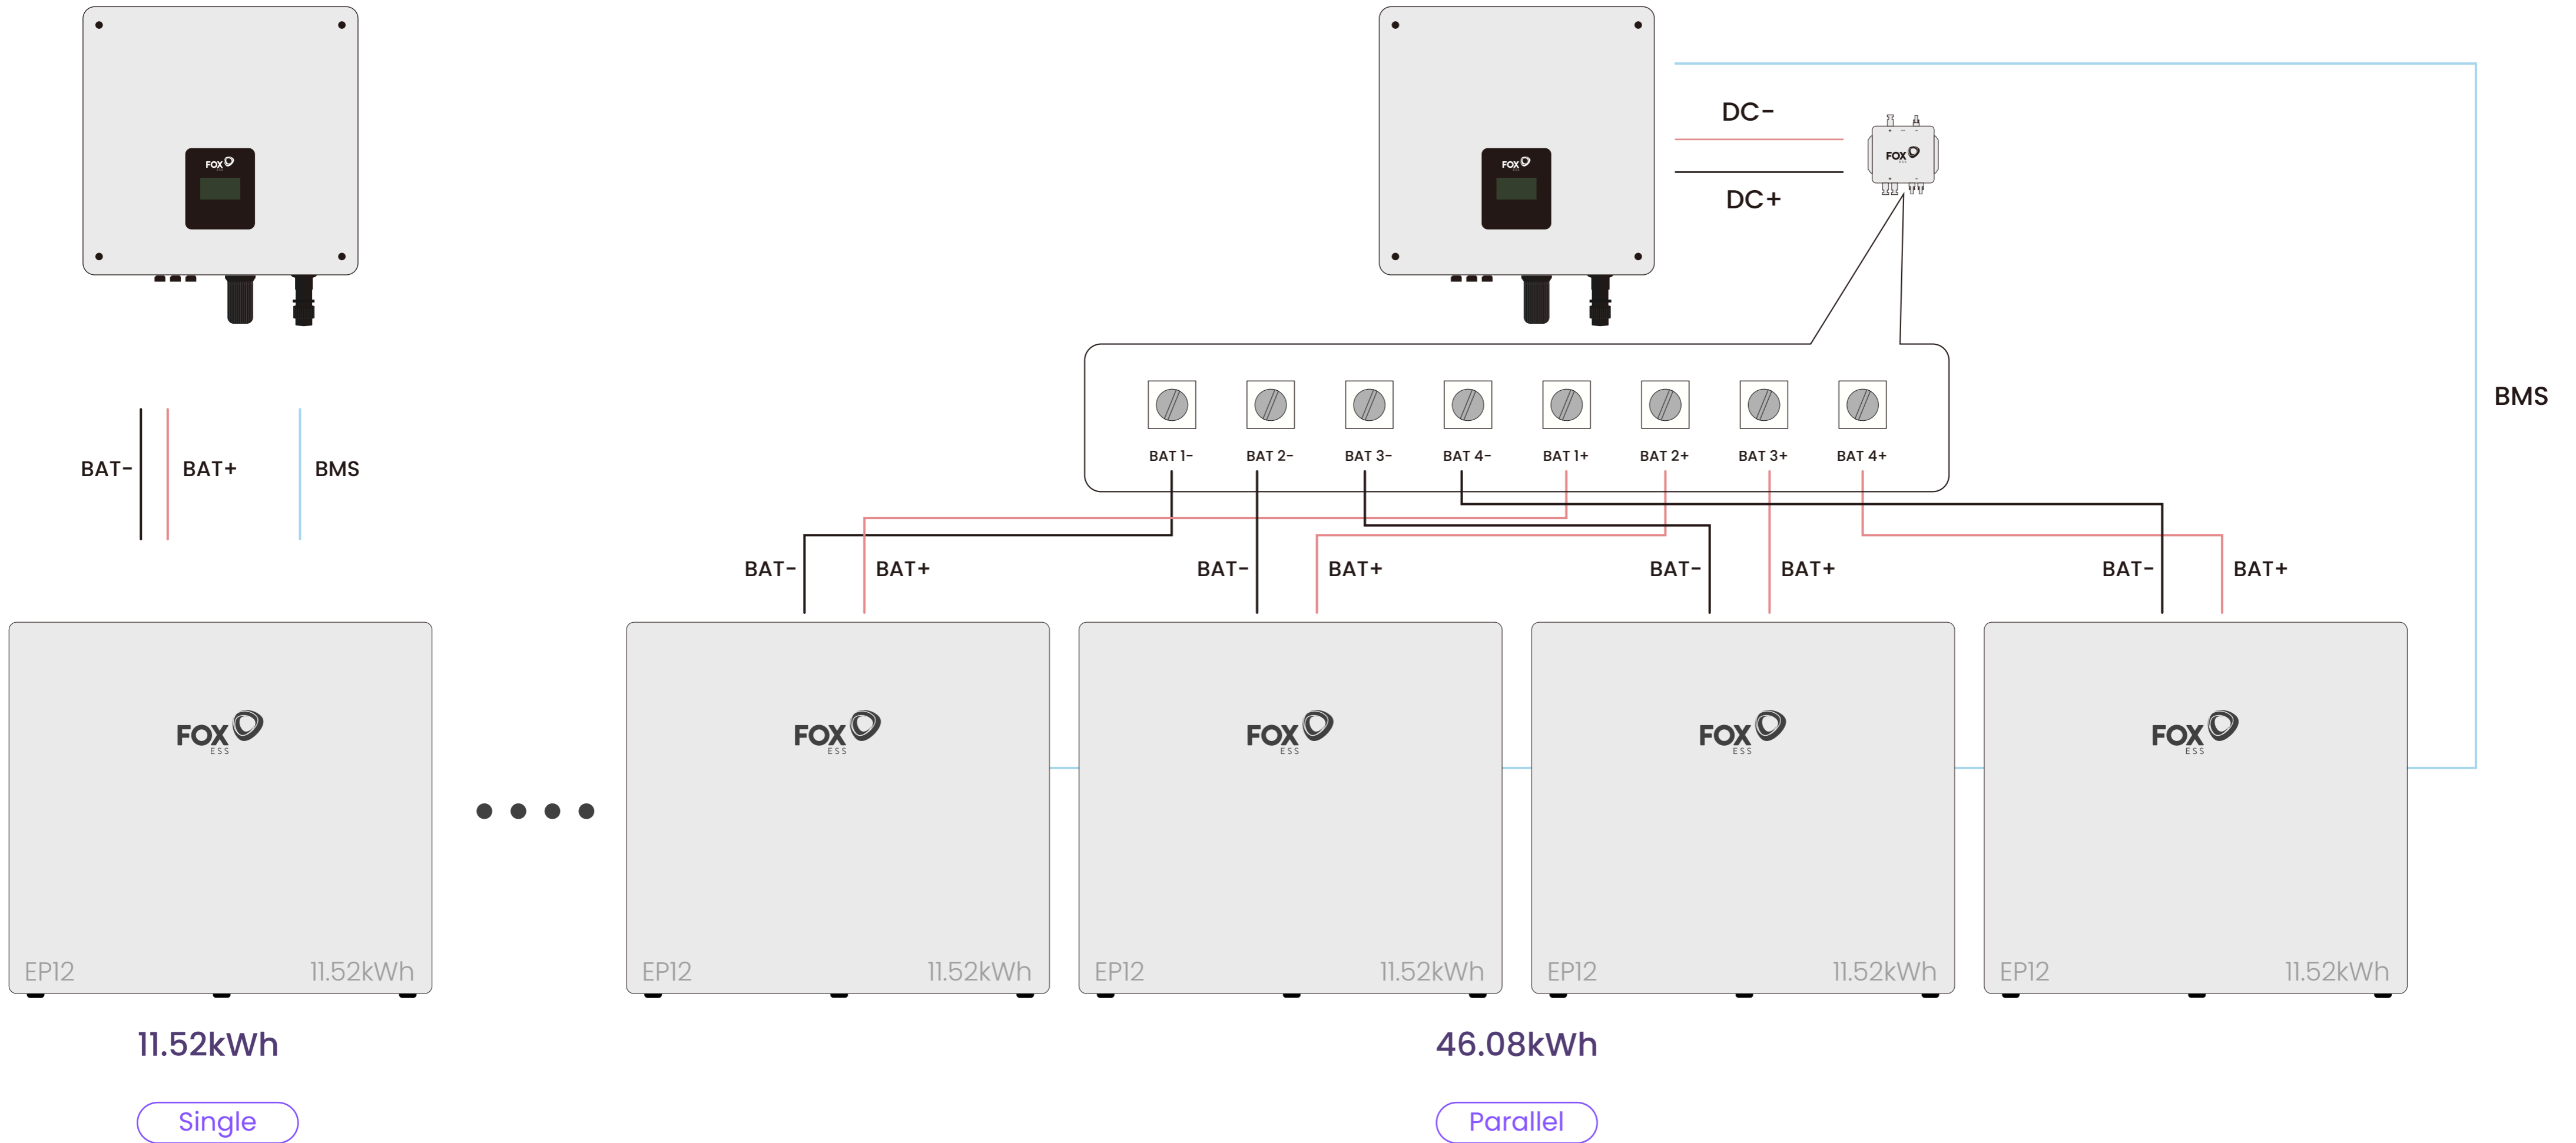 FOX
ESS
FOX
ESS
DC-
FOX
ESS
DC+
BMS
BAT 1-
BAT 2-
BAT 3-
BAT 4-
BAT 1+
BAT 2+
BAT 3+
BAT 4+
BAT-
BAT+
BMS
BAT-
BAT+
BAT-
BAT+
BAT-
BAT+
BAT-
BAT+
FOX
ESS
EP12
11.52kWh
FOX
ESS
EP12
11.52kWh
FOX
ESS
EP12
11.52kWh
FOX
ESS
EP12
11.52kWh
FOX
ESS
EP12
11.52kWh
11.52kWh
46.08kWh
Single
Parallel